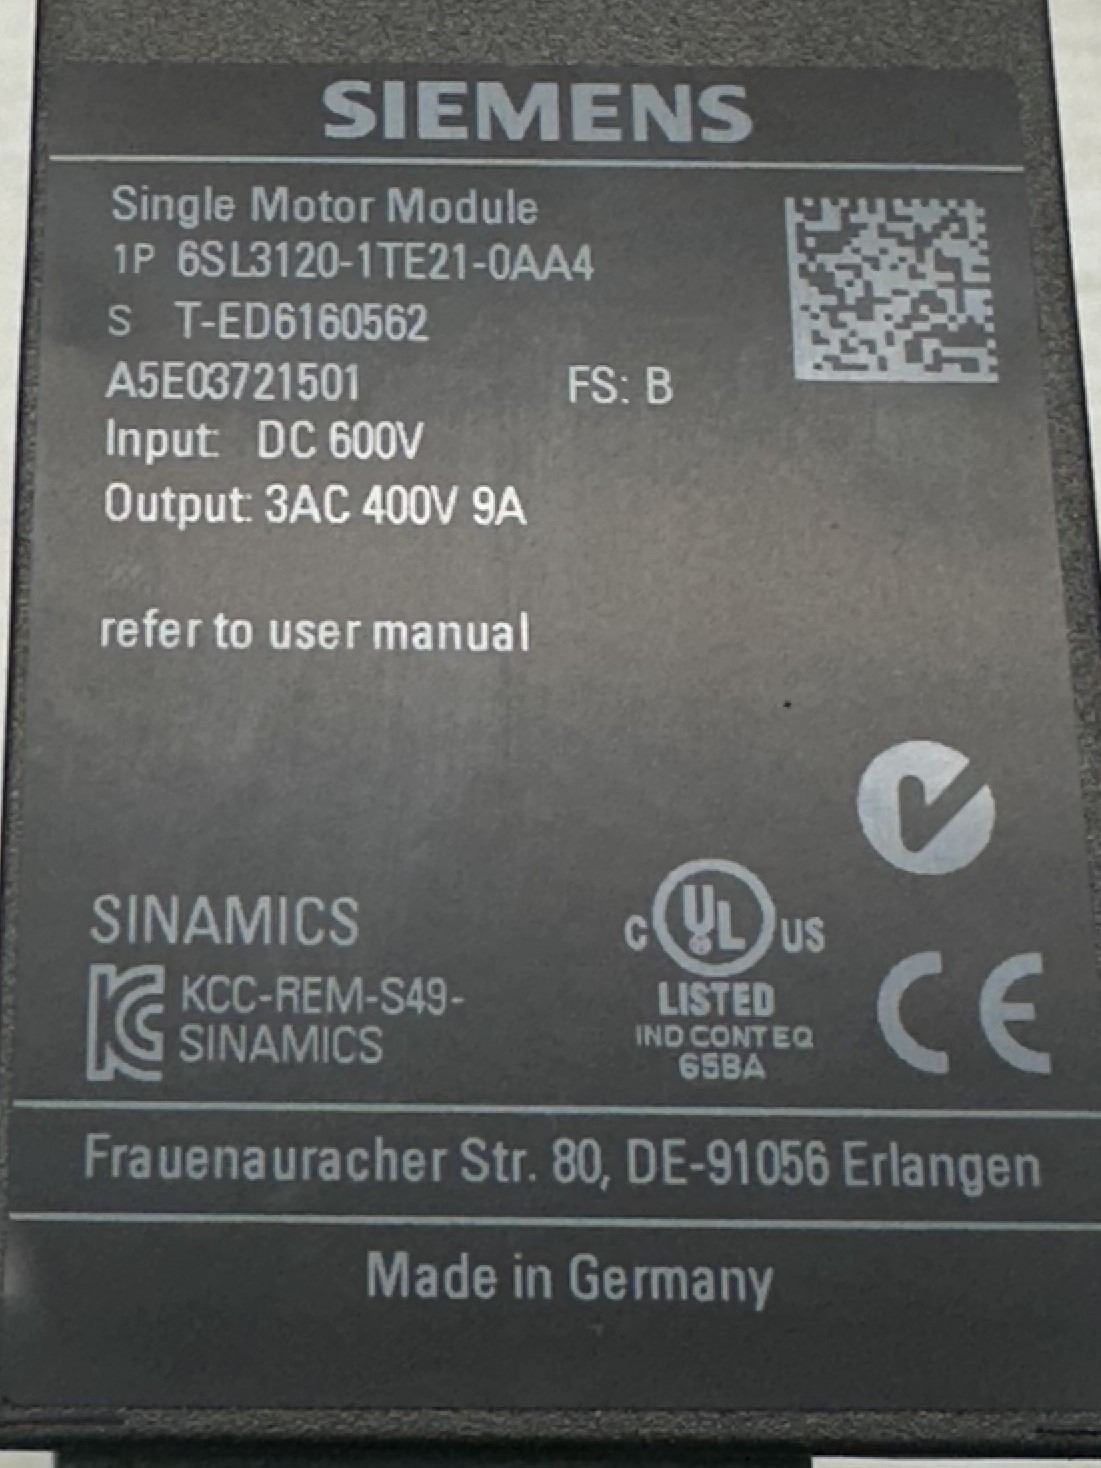 SIEMENS
Single Motor Module
1P 6SL3120-1TE21-0AA4
S T-ED6160562
A5E03721501 FS: B
Input: DC 600V
Output: 3AC 400V 9A
refer to user manual
SINAMICS
KCC-REM-S49-
SINAMICS
C UL US
LISTED
IND CONT EQ
65BA
CE
Frauenauracher Str. 80, DE-91056 Erlangen
Made in Germany